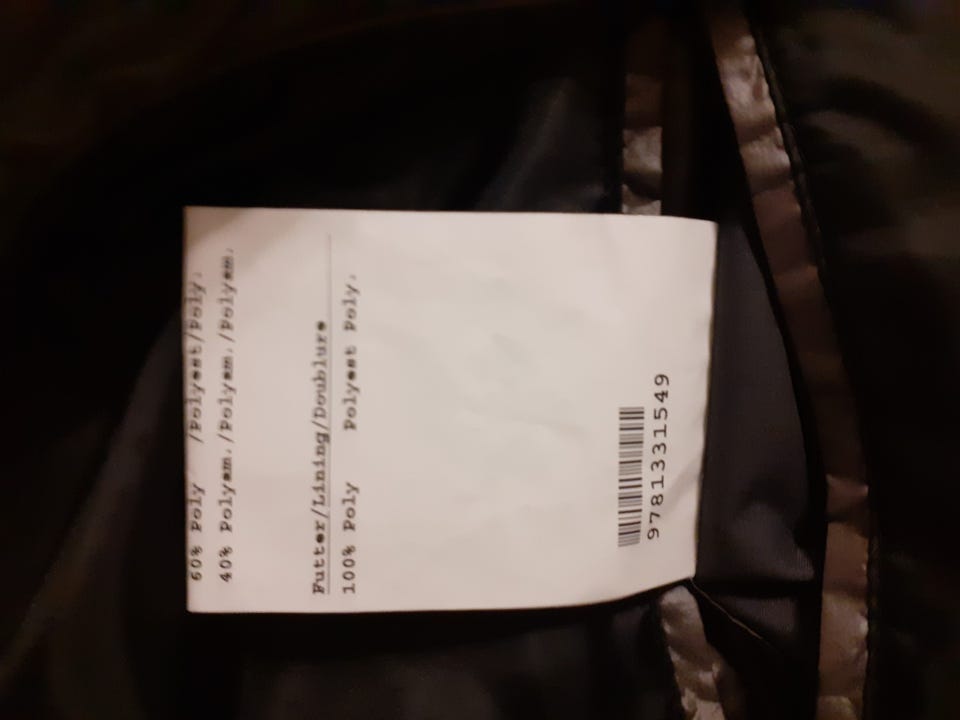 60% Poly /Polyest/Poly.
40% Polyam./Polyam./Polyam.
Futter/Lining/Doublure
100% Poly Polyest Poly.
9781331549